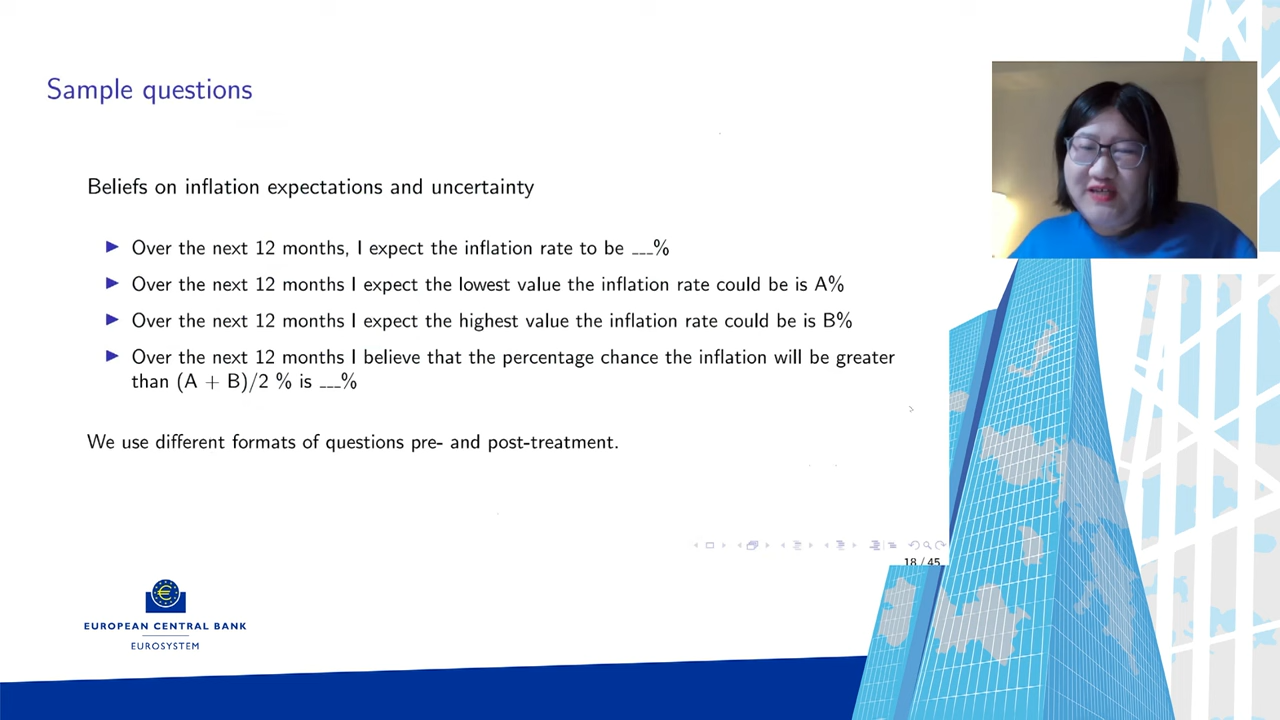 Sample questions
Beliefs on inflation expectations and uncertainty
Over the next 12 months, I expect the inflation rate to be ___%
Over the next 12 months I expect the lowest value the inflation rate could be is A%
Over the next 12 months I expect the highest value the inflation rate could be is B%
Over the next 12 months I believe that the percentage chance the inflation will be greater
than (A + B)/2 % is ___%
We use different formats of questions pre- and post-treatment.
18 / 45
EUROPEAN CENTRAL BANK
EUROSYSTEM